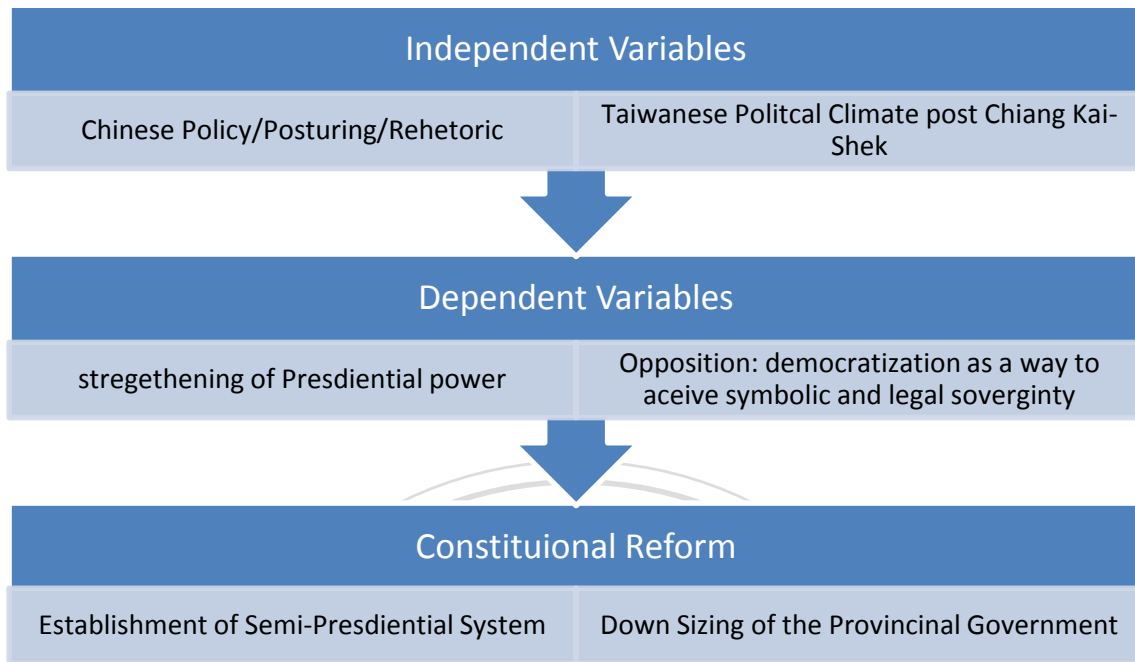 Independent Variables
Chinese Policy/Posturing/Rehetoric
Taiwanese Politcal Climate post Chiang Kai-
Shek
Dependent Variables
stregethening of Presdiential power
Opposition: democratization as a way to
aceive symbolic and legal soverginty
Constituional Reform
Establishment of Semi-Presdiential System
Down Sizing of the Provincinal Government